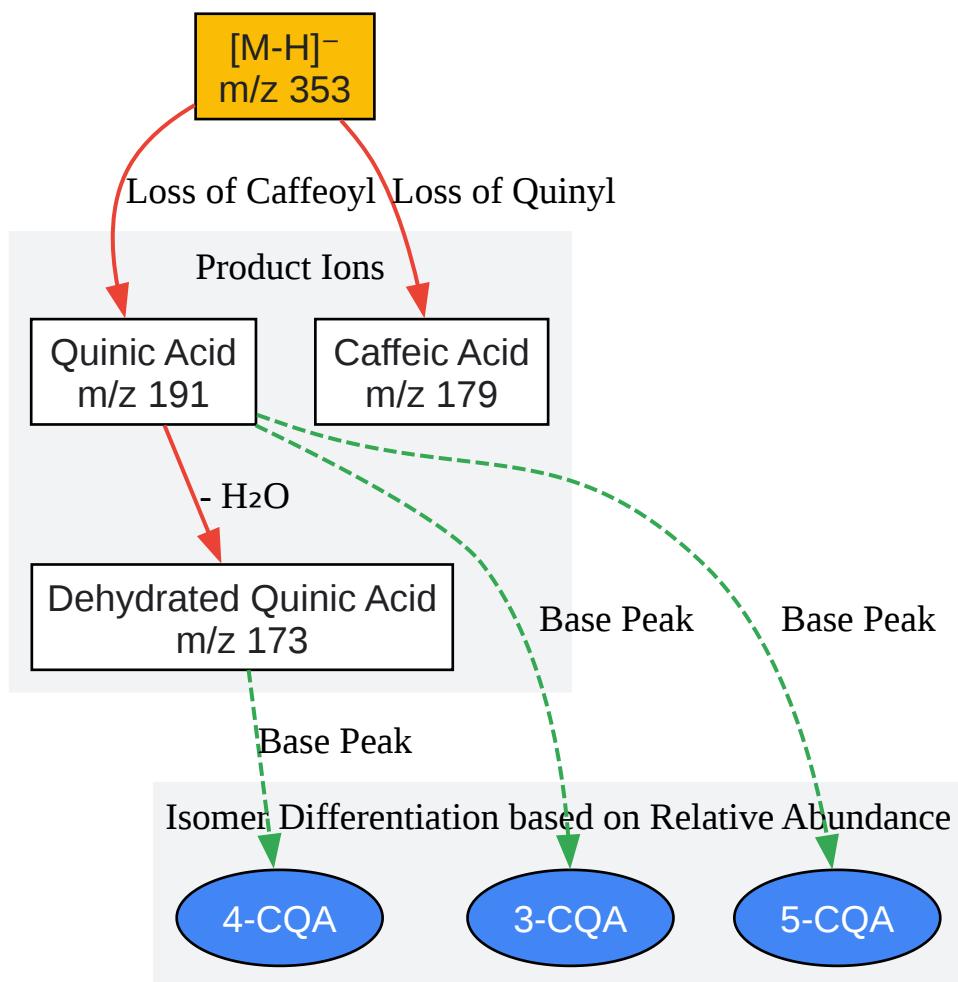 [M-H]⁻
m/z 353
Loss of Caffeoyl
Loss of Quinyl
Product Ions
Quinic Acid
m/z 191
Caffeic Acid
m/z 179
- H₂O
Dehydrated Quinic Acid
m/z 173
Base Peak
Base Peak
Base Peak
Isomer Differentiation based on Relative Abundance
4-CQA
3-CQA
5-CQA